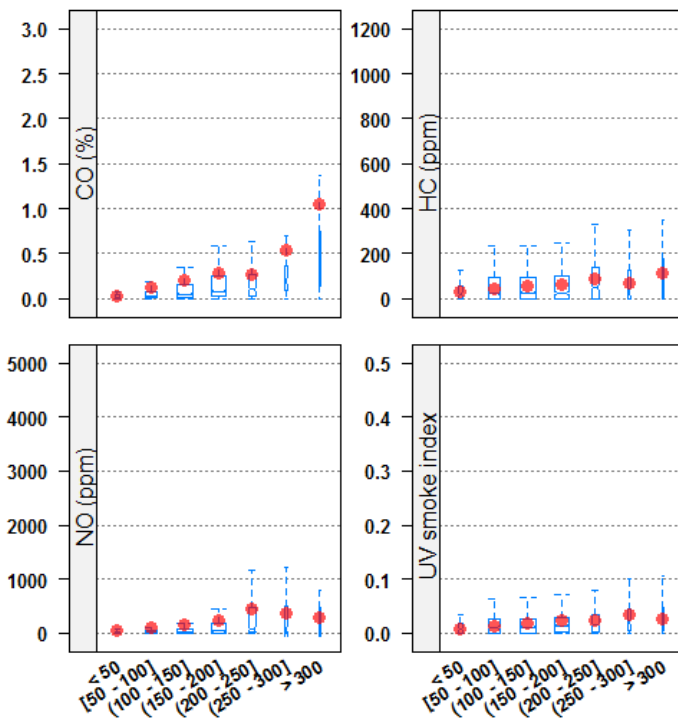 3.0
2.5
2.0
1.5
1.0
0.5
0.0
CO (%)
1200
1000
800
600
400
200
0
HC (ppm)
5000
4000
3000
2000
1000
0
NO (ppm)
0.5
0.4
0.3
0.2
0.1
0.0
UV smoke index
< 50
[50 - 100]
(100 - 150]
(150 - 200]
(200 - 250]
(250 - 300]
> 300
< 50
[50 - 100]
(100 - 150]
(150 - 200]
(200 - 250]
(250 - 300]
> 300